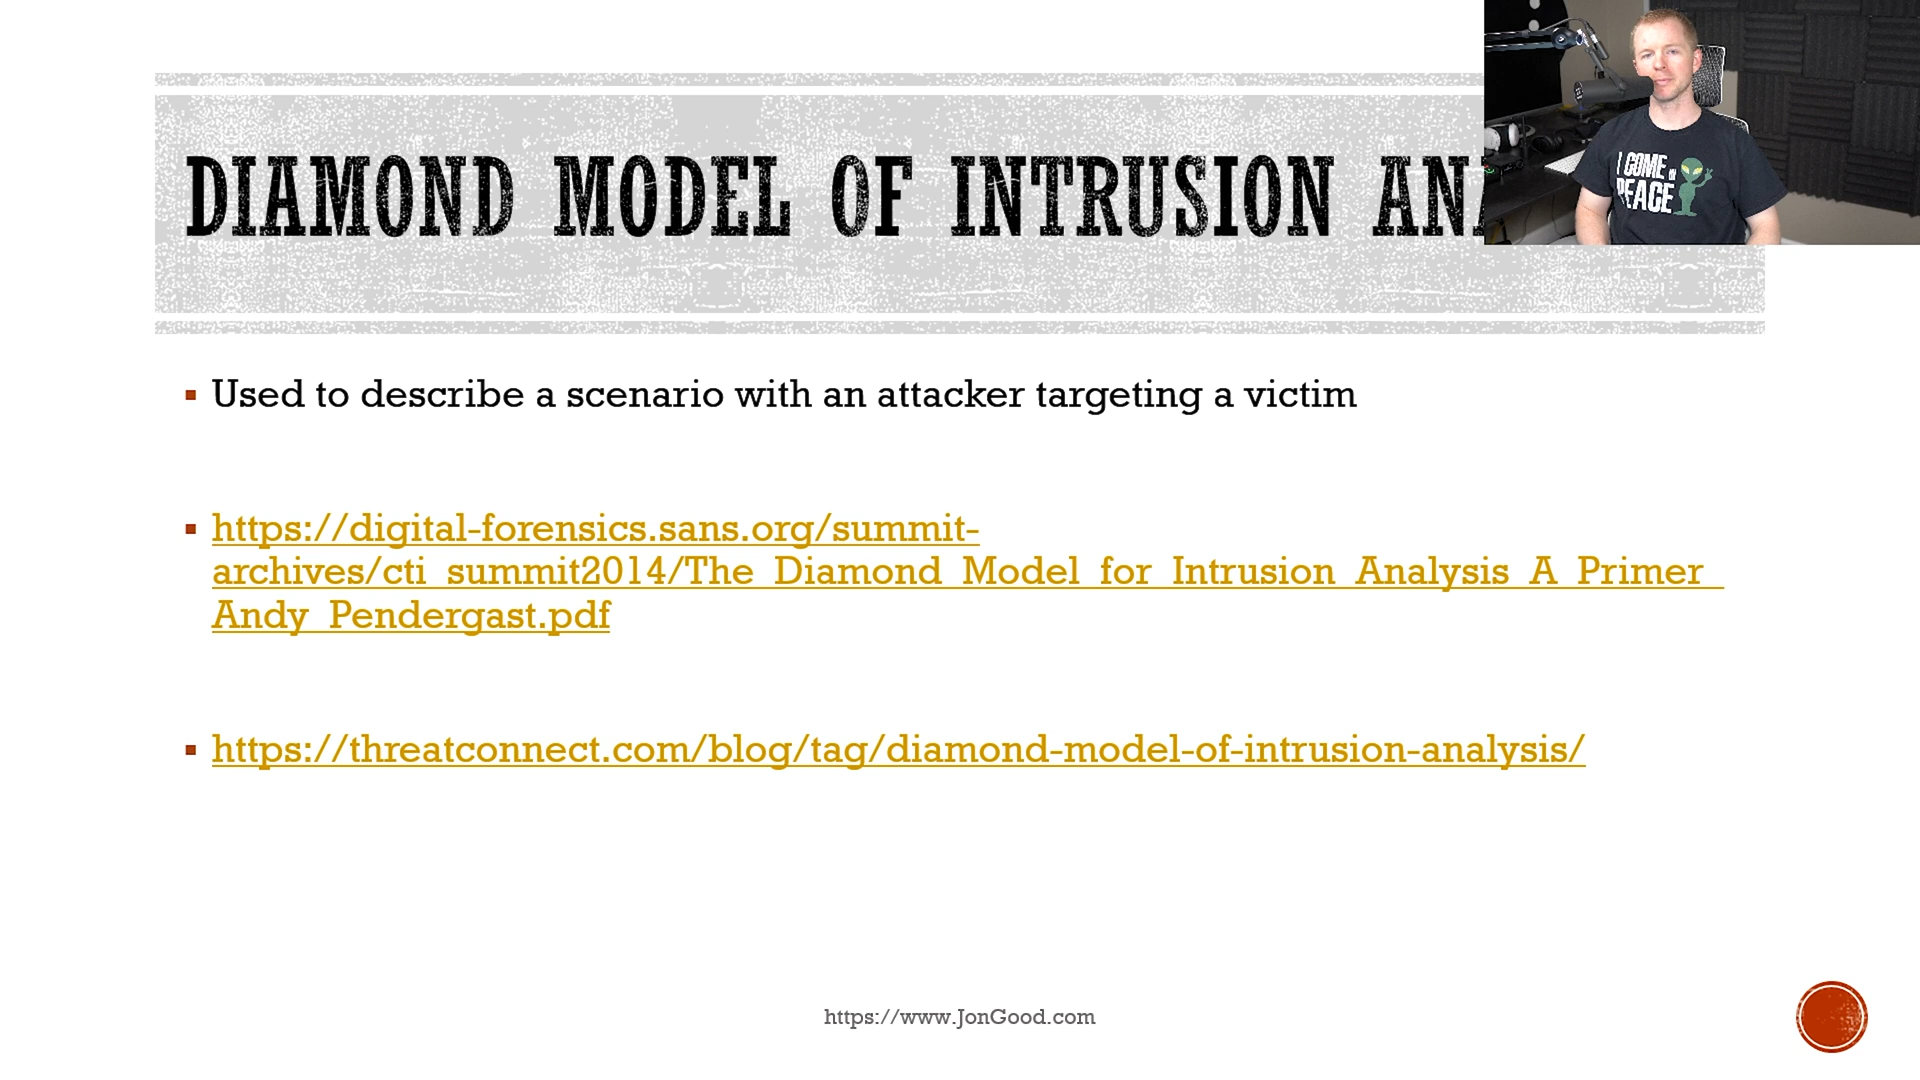 DIAMOND MODEL OF INTRUSION
I COME IN
PEACE
▪ Used to describe a scenario with an attacker targeting a victim
▪ https://digital-forensics.sans.org/summit-
archives/cti_summit2014/The_Diamond_Model_for_Intrusion_Analysis_A_Primer_
Andy_Pendergast.pdf
▪ https://threatconnect.com/blog/tag/diamond-model-of-intrusion-analysis/
https://www.JonGood.com